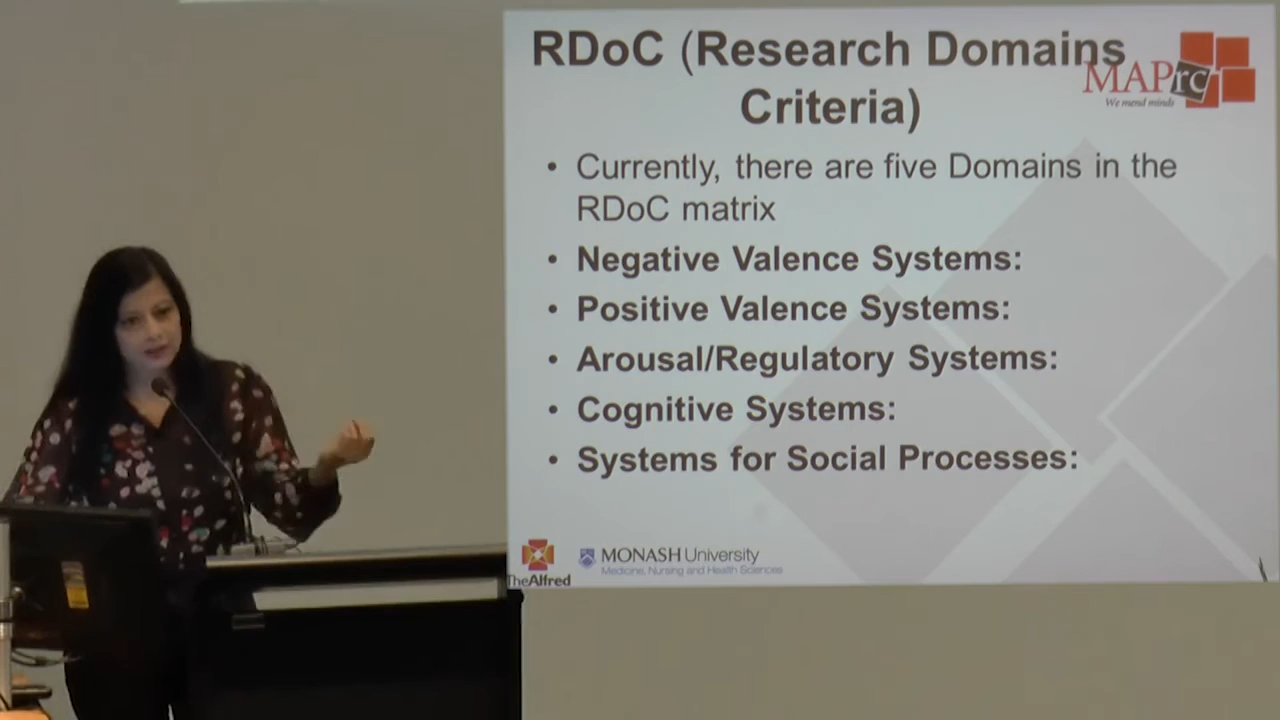 RDoC (Research Domains
Criteria)
MAPrc
We mend minds
• Currently, there are five Domains in the
RDoC matrix
• Negative Valence Systems:
• Positive Valence Systems:
• Arousal/Regulatory Systems:
• Cognitive Systems:
• Systems for Social Processes:
TheAlfred
MONASH University
Medicine, Nursing and Health Sciences